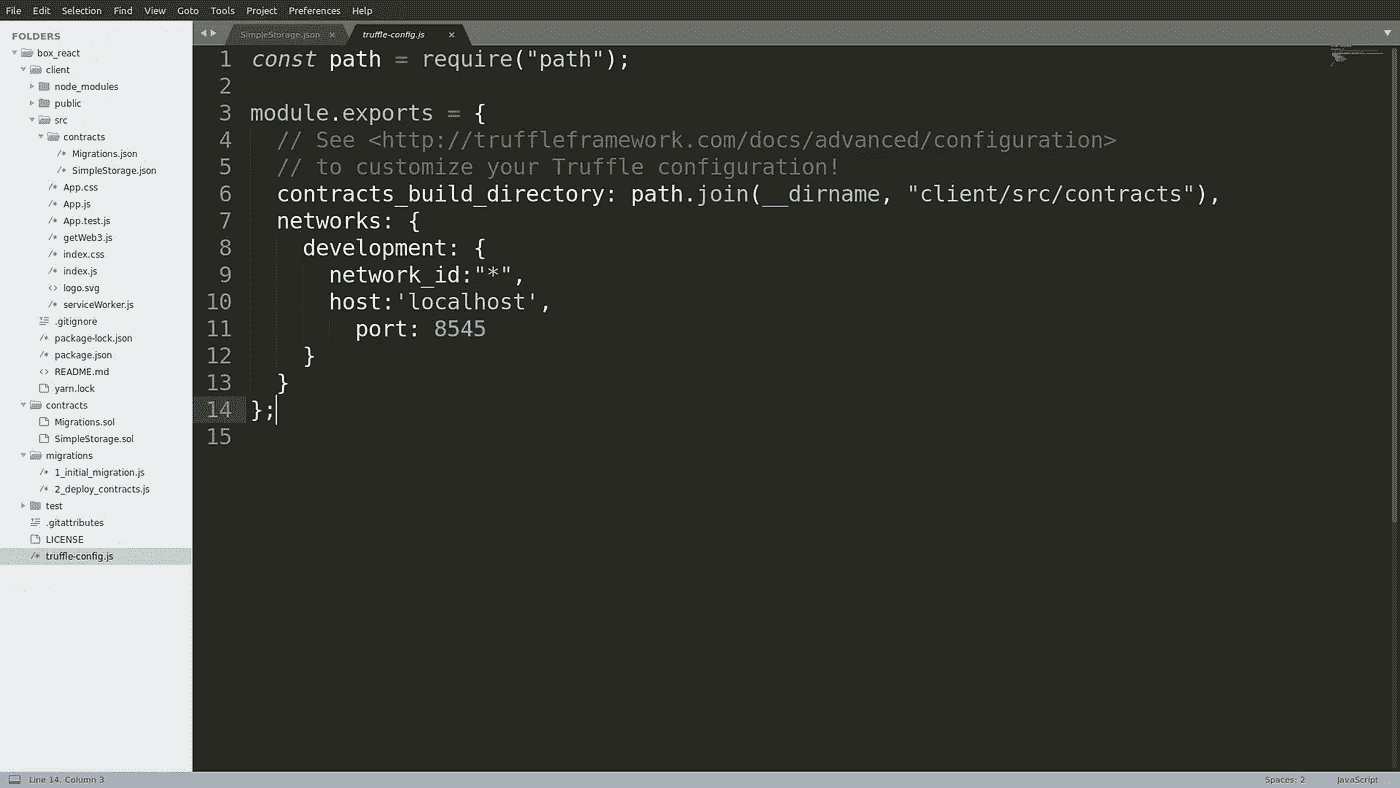 File Edit Selection Find View Goto Tools Project Preferences Help
FOLDERS
box_react
client
node_modules
public
src
contracts
Migrations.json
SimpleStorage.json
App.css
App.js
App.test.js
getWeb3.js
index.css
index.js
logo.svg
serviceWorker.js
.gitignore
package-lock.json
package.json
README.md
yarn.lock
contracts
Migrations.sol
SimpleStorage.sol
migrations
1_initial_migration.js
2_deploy_contracts.js
test
.gitattributes
LICENSE
truffle-config.js
SimpleStorage.json × truffle-config.js ×
1 const path = require("path");
2
3 module.exports = {
4   // See <http://truffleframework.com/docs/advanced/configuration>
5   // to customize your Truffle configuration!
6   contracts_build_directory: path.join(__dirname, "client/src/contracts"),
7   networks: {
8     development: {
9       network_id:"*",
10       host:'localhost',
11         port: 8545
12     }
13   }
14 };
15
Line 14, Column 3 Spaces: 2 JavaScript